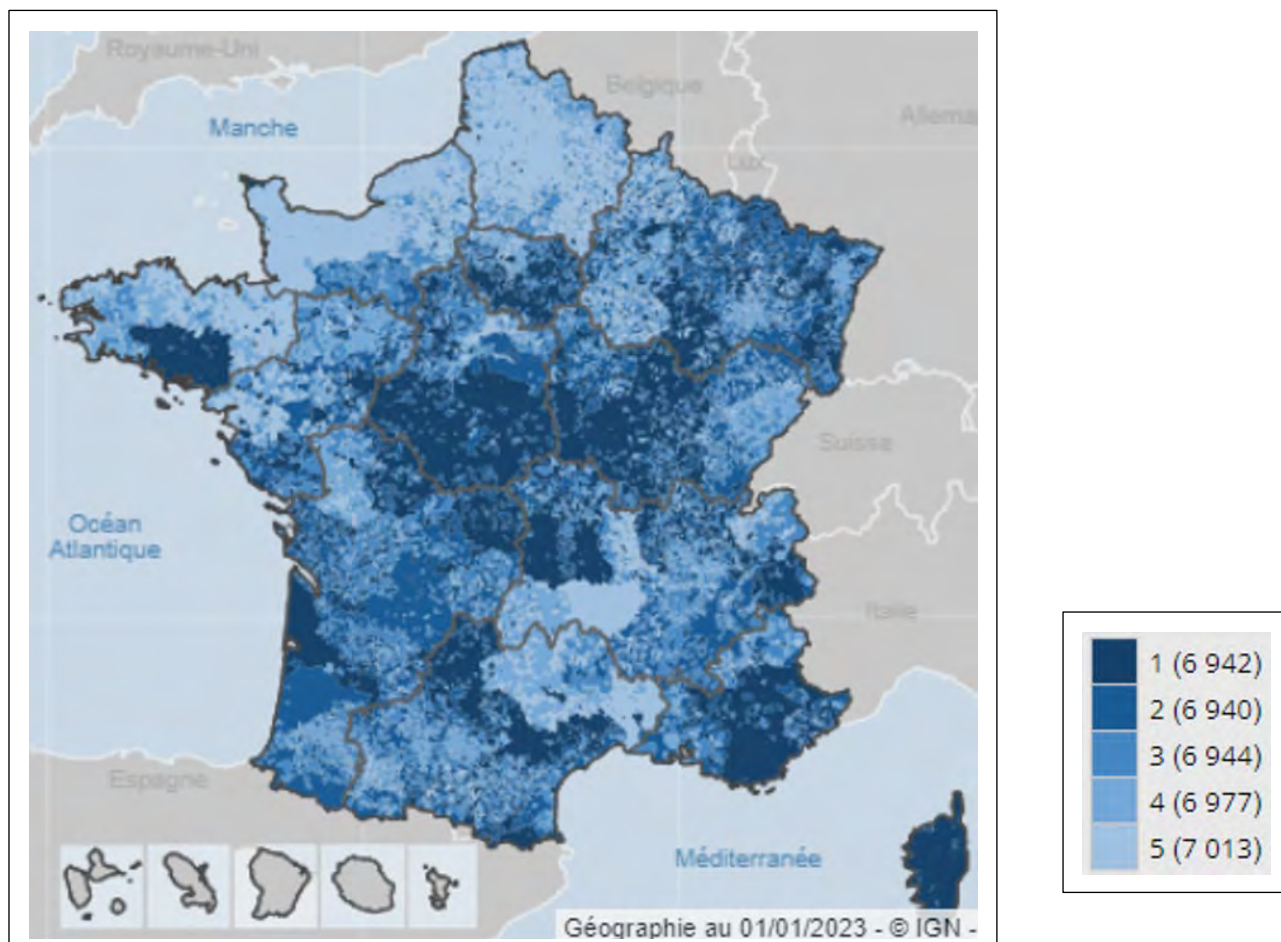 Royaume-Uni
Belgique
Manche
Allema
Lux
Suisse
Océan
Atlantique
Italie
Espagne
Méditerranée
Géographie au 01/01/2023 - © IGN -
1 (6 942)
2 (6 940)
3 (6 944)
4 (6 977)
5 (7 013)